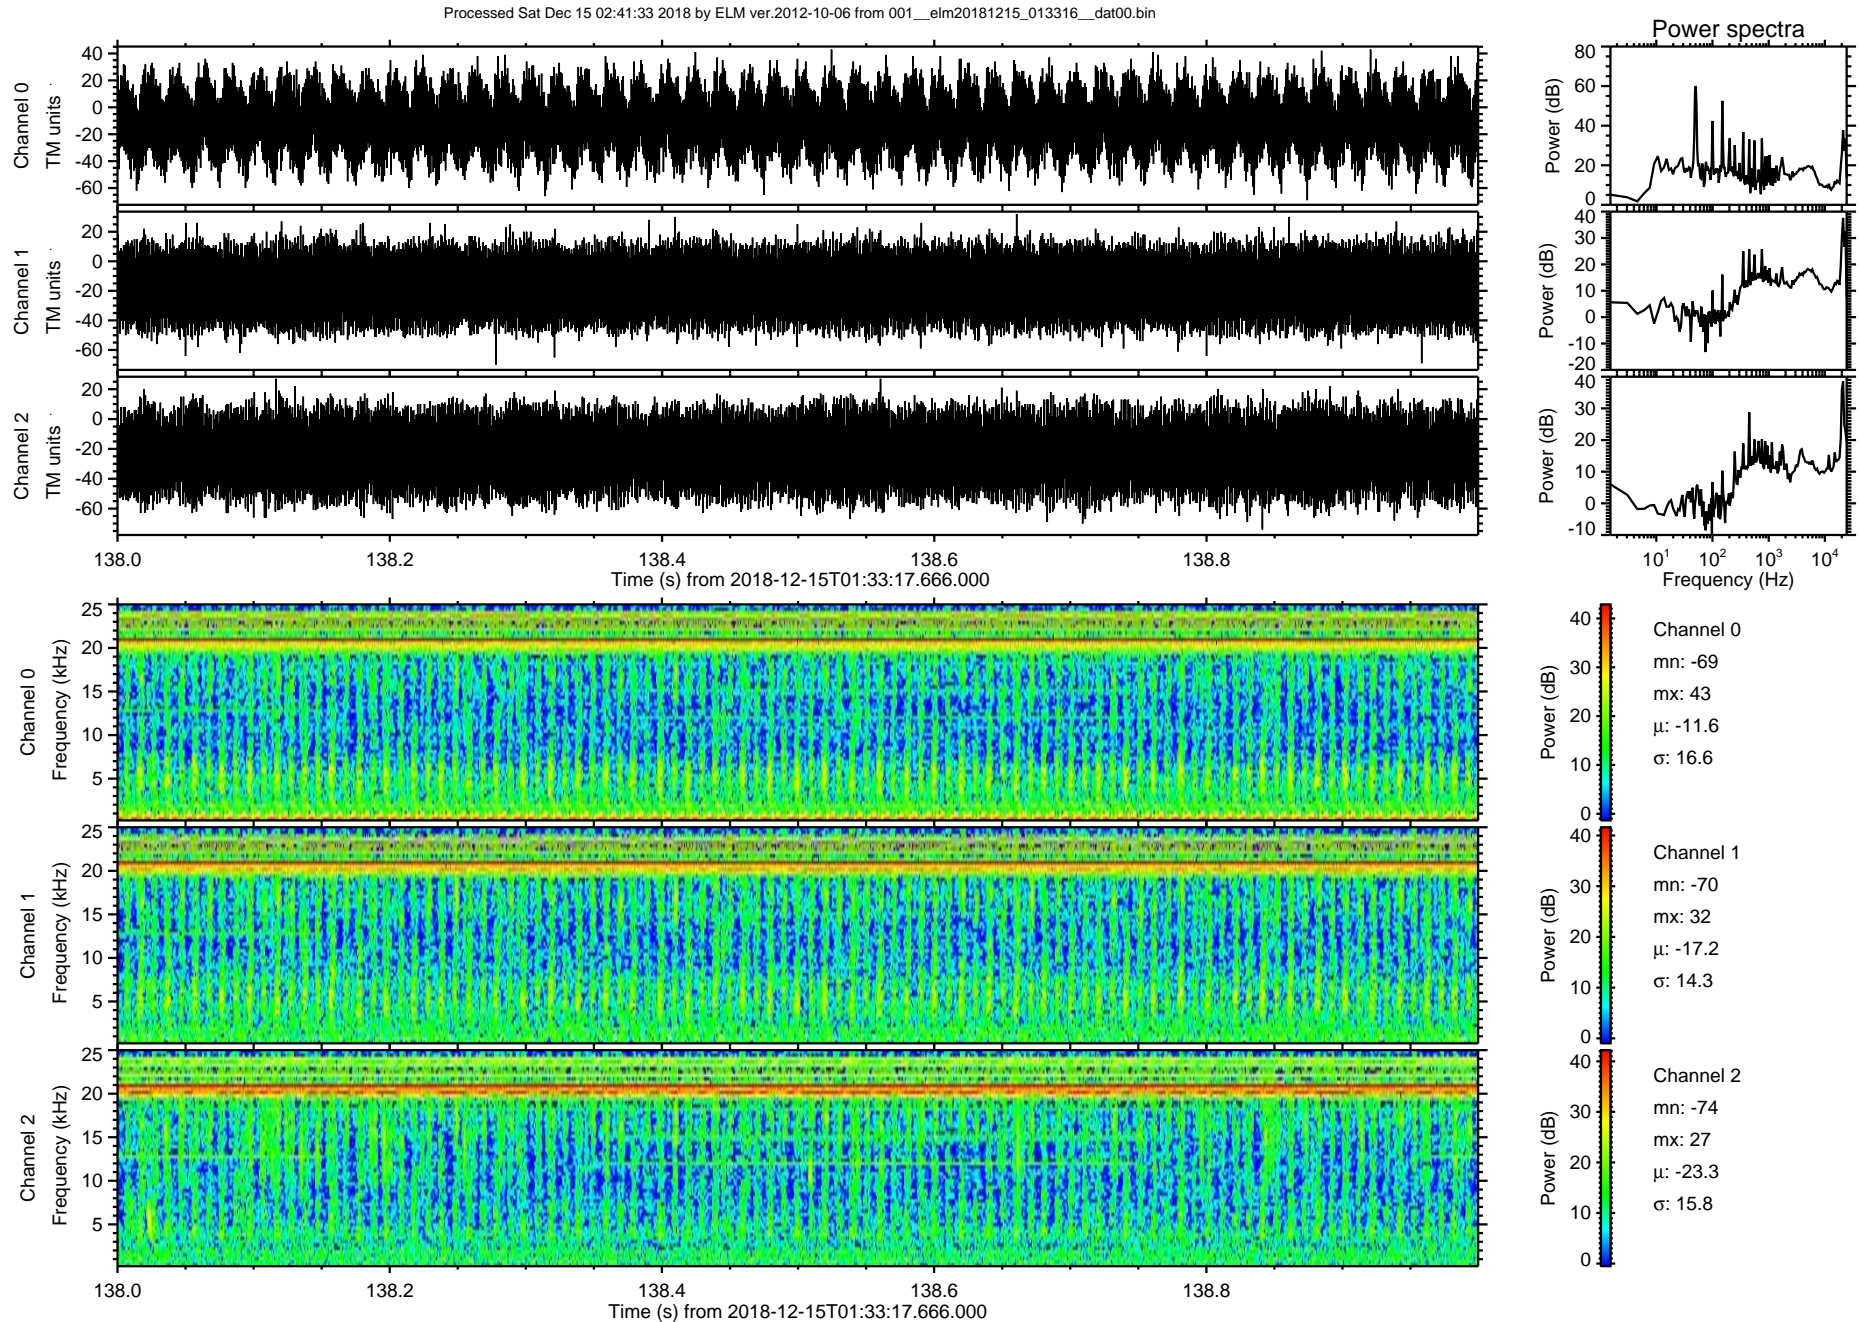 Processed Sat Dec 15 02:41:33 2018 by ELM ver.2012-10-06 from 001__elm20181215_013316__dat00.bin
Power spectra
Channel 0
TM units
40
20
0
-20
-40
-60
Power (dB)
80
60
40
20
0
Channel 1
TM units
20
0
-20
-40
-60
Power (dB)
40
30
20
10
0
-10
-20
Channel 2
TM units
20
0
-20
-40
-60
Power (dB)
40
30
20
10
0
-10
138.0 138.2 138.4 138.6 138.8
Time (s) from 2018-12-15T01:33:17.666.000
10¹ 10² 10³ 10⁴
Frequency (Hz)
Channel 0
Frequency (kHz)
25
20
15
10
5
Power (dB)
40
30
20
10
0
Channel 0
mn: -69
mx: 43
μ: -11.6
σ: 16.6
Channel 1
Frequency (kHz)
25
20
15
10
5
Power (dB)
40
30
20
10
0
Channel 1
mn: -70
mx: 32
μ: -17.2
σ: 14.3
Channel 2
Frequency (kHz)
25
20
15
10
5
Power (dB)
40
30
20
10
0
Channel 2
mn: -74
mx: 27
μ: -23.3
σ: 15.8
138.0 138.2 138.4 138.6 138.8
Time (s) from 2018-12-15T01:33:17.666.000